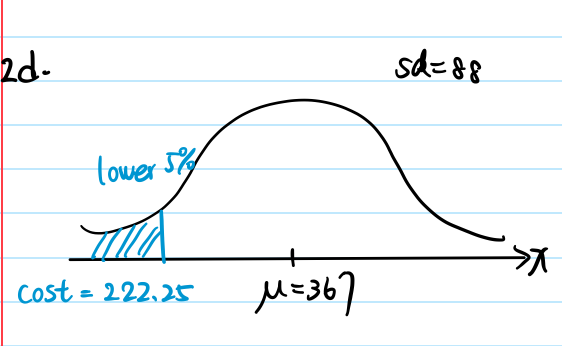 2d.
sd=88
lower 5%
x
cost = 222.25
μ=367